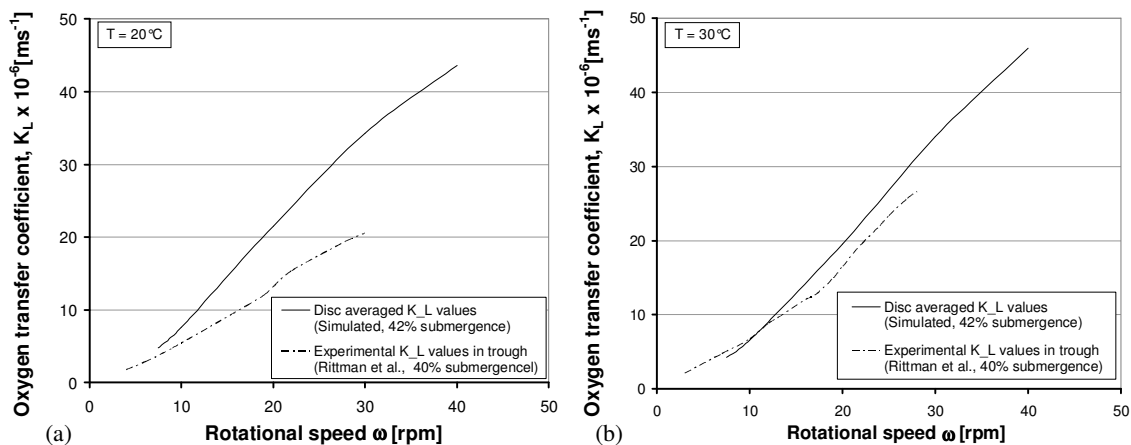 Oxygen transfer coefficient, K_L x 10⁻⁶[ms⁻¹]
50
40
30
20
10
0
T = 20°C
Disc averaged K_L values
(Simulated, 42% submergence)
Experimental K_L values in trough
(Rittman et al., 40% submergencel)
0 10 20 30 40 50
(a)
Rotational speed ω [rpm]
Oxygen transfer coefficient, K_L x 10⁻⁶[ms⁻¹]
50
40
30
20
10
0
T = 30°C
Disc averaged K_L values
(Simulated, 42% submergence)
Experimental K_L values in trough
(Rittman et al., 40% submergence)
0 10 20 30 40 50
(b)
Rotational speed ω [rpm]